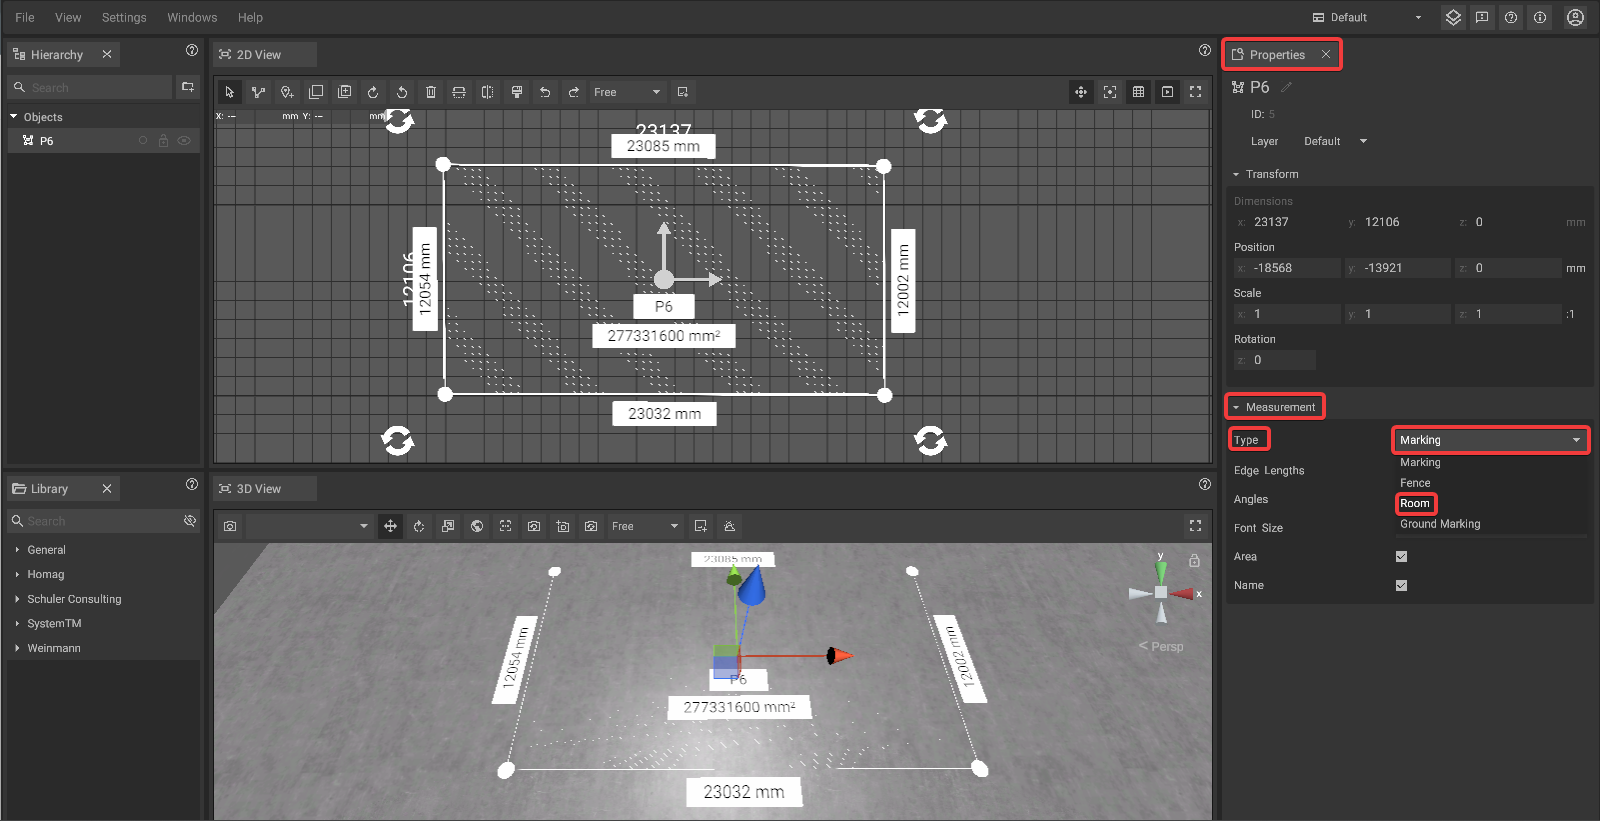 File View Settings Windows Help
Default
Hierarchy
Search
Objects
P6
2D View
Free
X: -- mm Y: -- mm
23137
23085 mm
12106
12054 mm
12002 mm
P6
277331600 mm²
23032 mm
Library
Search
General
Homag
Schuler Consulting
SystemTM
Weinmann
3D View
Free
23085 mm
12054 mm
12002 mm
P6
277331600 mm²
23032 mm
y
x
< Persp
Properties
P6
ID: 5
Layer Default
Transform
Dimensions
x: 23137 y: 12106 z: 0 mm
Position
x: -18568 y: -13921 z: 0 mm
Scale
x: 1 y: 1 z: 1 :1
Rotation
z: 0
Measurement
Type Marking
Marking
Edge Lengths
Fence
Angles
Room
Ground Marking
Font Size
Area
Name